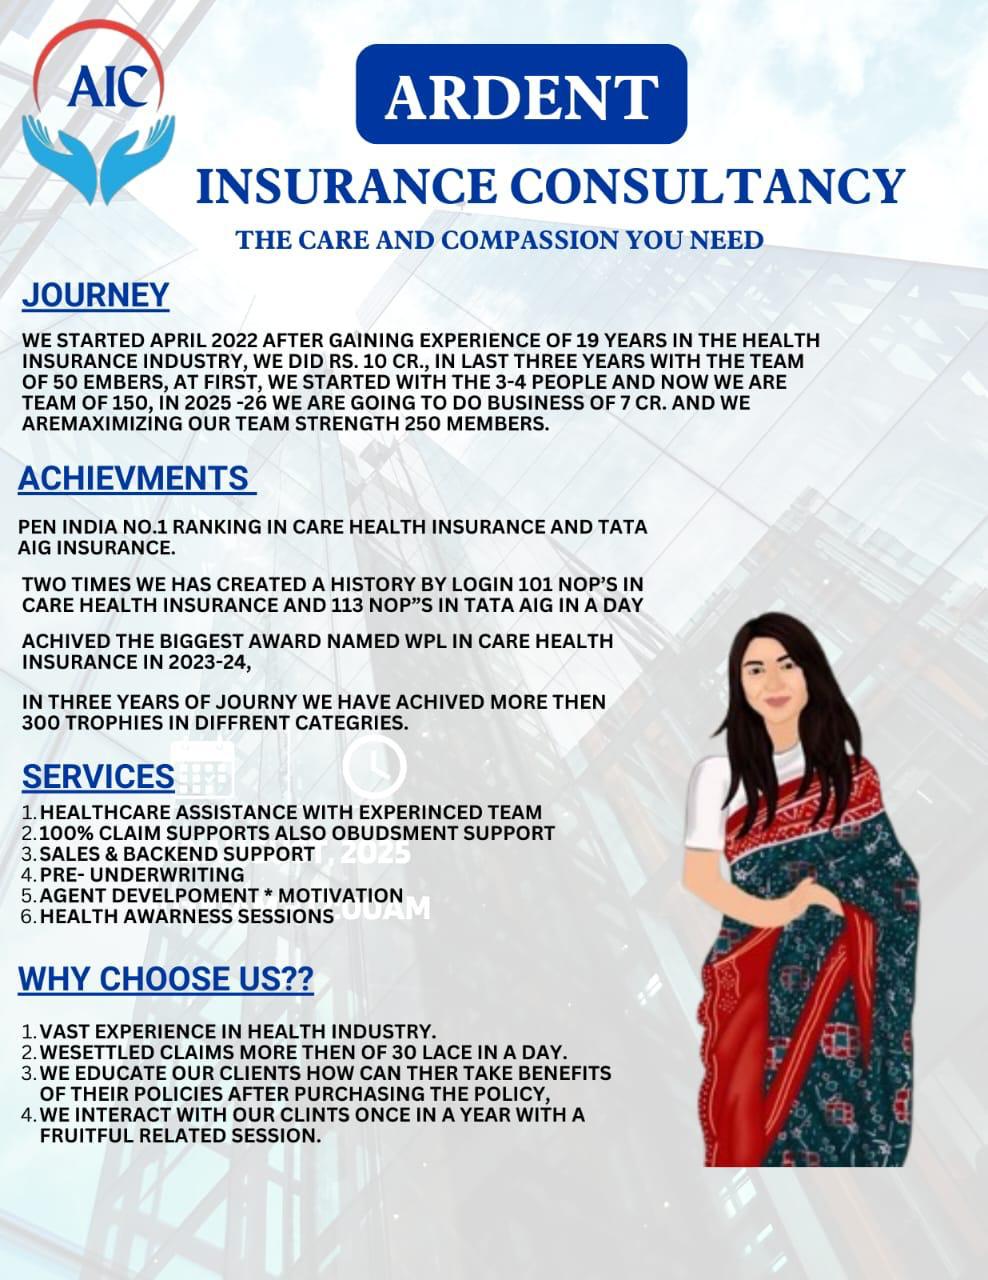 AIC
ARDENT
INSURANCE CONSULTANCY
THE CARE AND COMPASSION YOU NEED
JOURNEY
WE STARTED APRIL 2022 AFTER GAINING EXPERIENCE OF 19 YEARS IN THE HEALTH
INSURANCE INDUSTRY, WE DID RS. 10 CR., IN LAST THREE YEARS WITH THE TEAM
OF 50 EMBERS, AT FIRST, WE STARTED WITH THE 3-4 PEOPLE AND NOW WE ARE
TEAM OF 150, IN 2025 -26 WE ARE GOING TO DO BUSINESS OF 7 CR. AND WE
AREMAXIMIZING OUR TEAM STRENGTH 250 MEMBERS.
ACHIEVMENTS
PEN INDIA NO.1 RANKING IN CARE HEALTH INSURANCE AND TATA
AIG INSURANCE.
TWO TIMES WE HAS CREATED A HISTORY BY LOGIN 101 NOP’S IN
CARE HEALTH INSURANCE AND 113 NOP”S IN TATA AIG IN A DAY
ACHIVED THE BIGGEST AWARD NAMED WPL IN CARE HEALTH
INSURANCE IN 2023-24,
IN THREE YEARS OF JOURNY WE HAVE ACHIVED MORE THEN
300 TROPHIES IN DIFFRENT CATEGRIES.
SERVICES
1. HEALTHCARE ASSISTANCE WITH EXPERINCED TEAM
2. 100% CLAIM SUPPORTS ALSO OBUDSMENT SUPPORT
3. SALES & BACKEND SUPPORT
, 2025
4. PRE- UNDERWRITING
5. AGENT DEVELPOMENT * MOTIVATION
6. HEALTH AWARNESS SESSIONS
WHY CHOOSE US??
1. VAST EXPERIENCE IN HEALTH INDUSTRY.
2. WESETTLED CLAIMS MORE THEN OF 30 LACE IN A DAY.
3. WE EDUCATE OUR CLIENTS HOW CAN THER TAKE BENEFITS
OF THEIR POLICIES AFTER PURCHASING THE POLICY,
4. WE INTERACT WITH OUR CLINTS ONCE IN A YEAR WITH A
FRUITFUL RELATED SESSION.